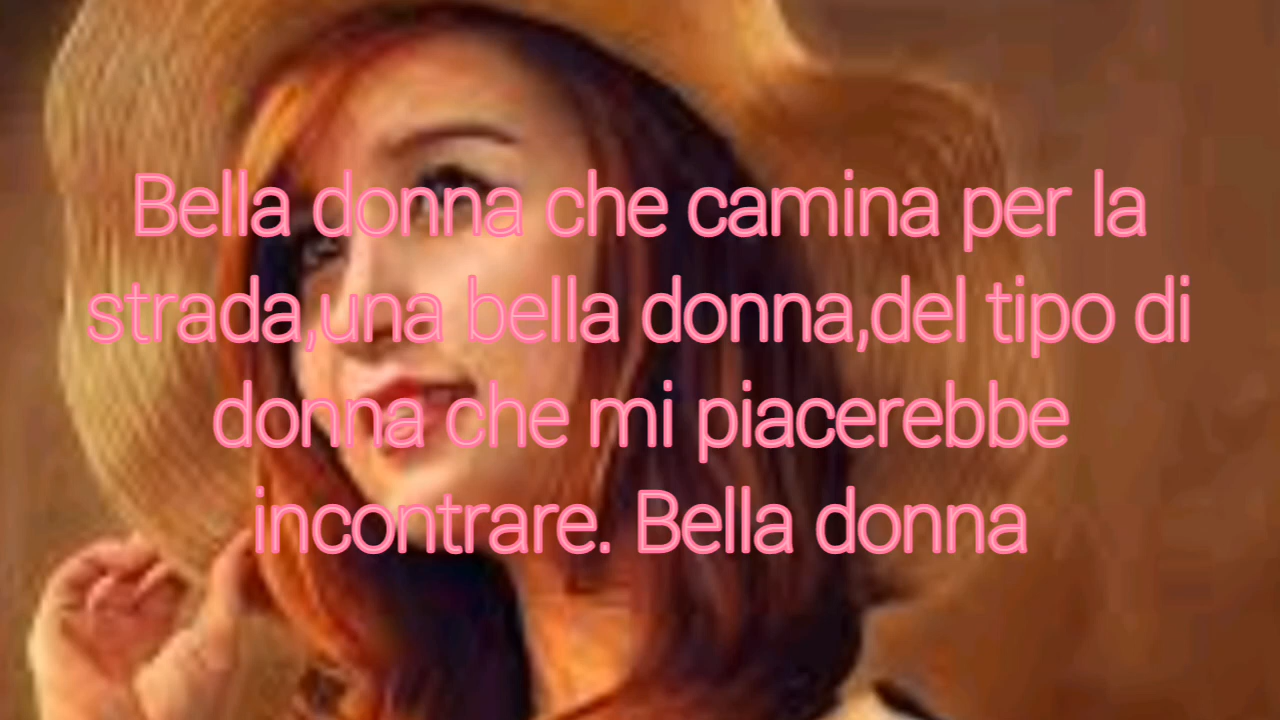 Bella donna che camina per la
strada,una bella donna,del tipo di
donna che mi piacerebbe
incontrare. Bella donna